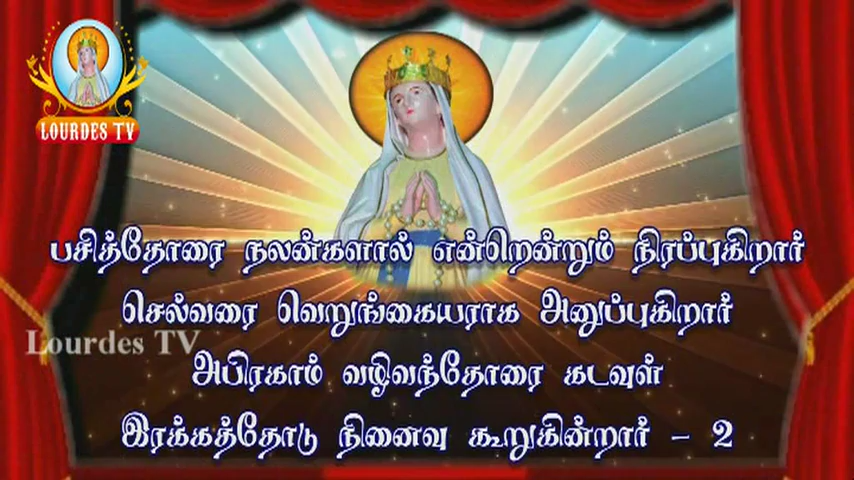 LOURDES TV
பசித்தோரை நலன்களால் என்றென்றும் நிரப்புகிறார்
செல்வரை வெறுங்கையராக அனுப்புகிறார்
Lourdes TV
அபிரகாம் வழிவந்தோரை கடவுள்
இரக்கத்தோடு நினைவு கூறுகின்றார் - 2